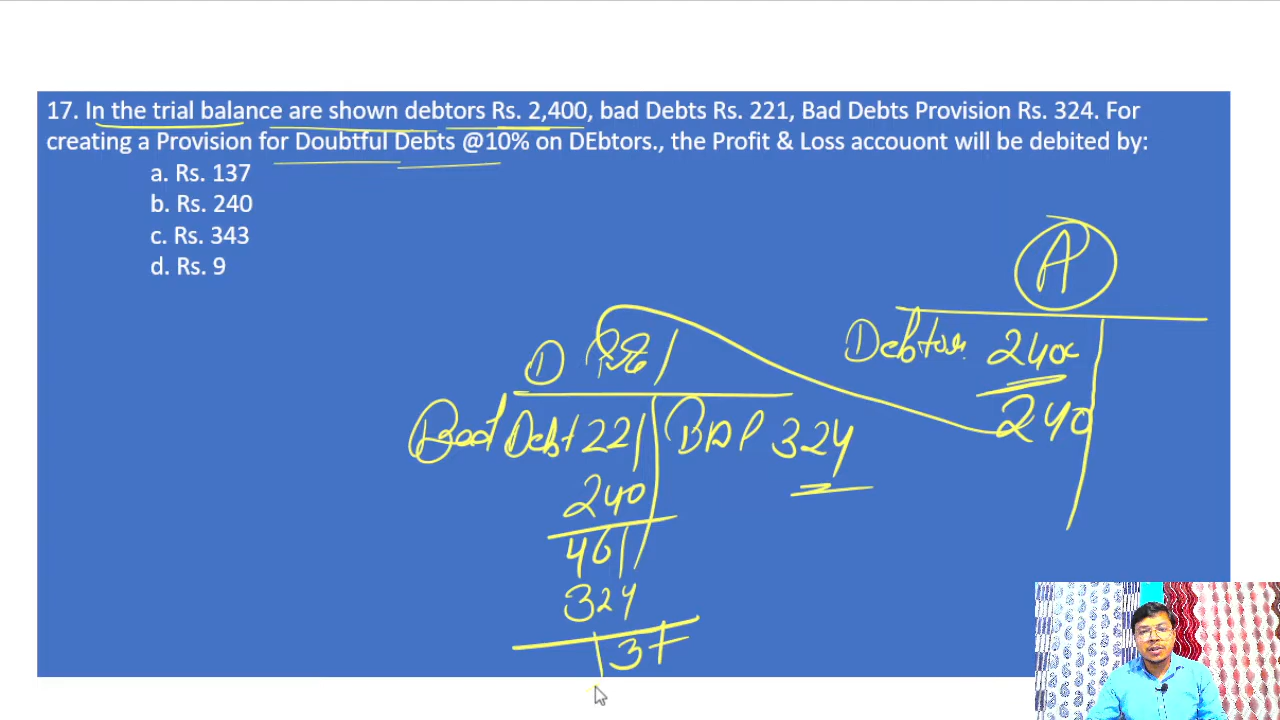 17. In the trial balance are shown debtors Rs. 2,400, bad Debts Rs. 221, Bad Debts Provision Rs. 324. For
creating a Provision for Doubtful Debts @10% on DEbtors., the Profit & Loss accouont will be debited by:
a. Rs. 137
b. Rs. 240
c. Rs. 343
d. Rs. 9
A
Debtors 2400
240
D
Bad Debt 221 BDP 324
240
461
324
137